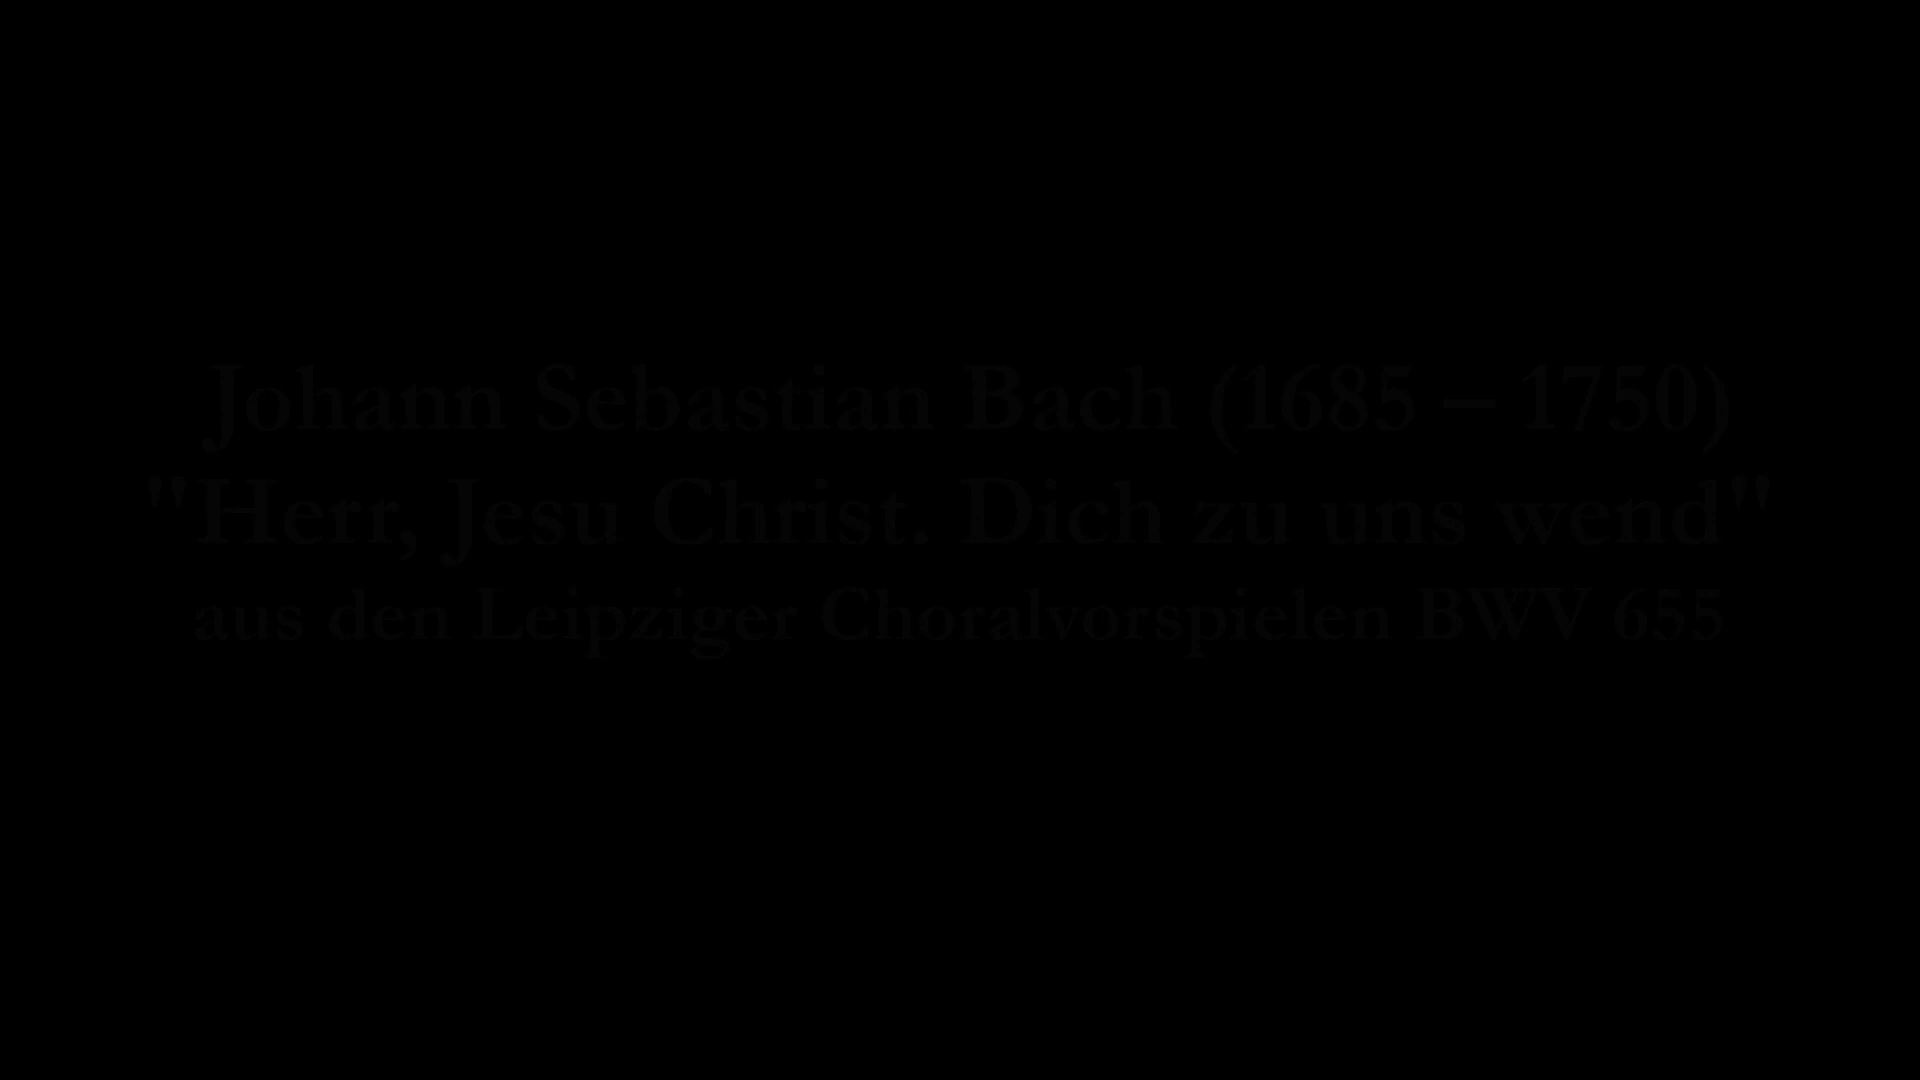 Johann Sebastian Bach (1685 – 1750)
"Herr, Jesu Christ. Dich zu uns wend"
aus den Leipziger Choralvorspielen BWV 655